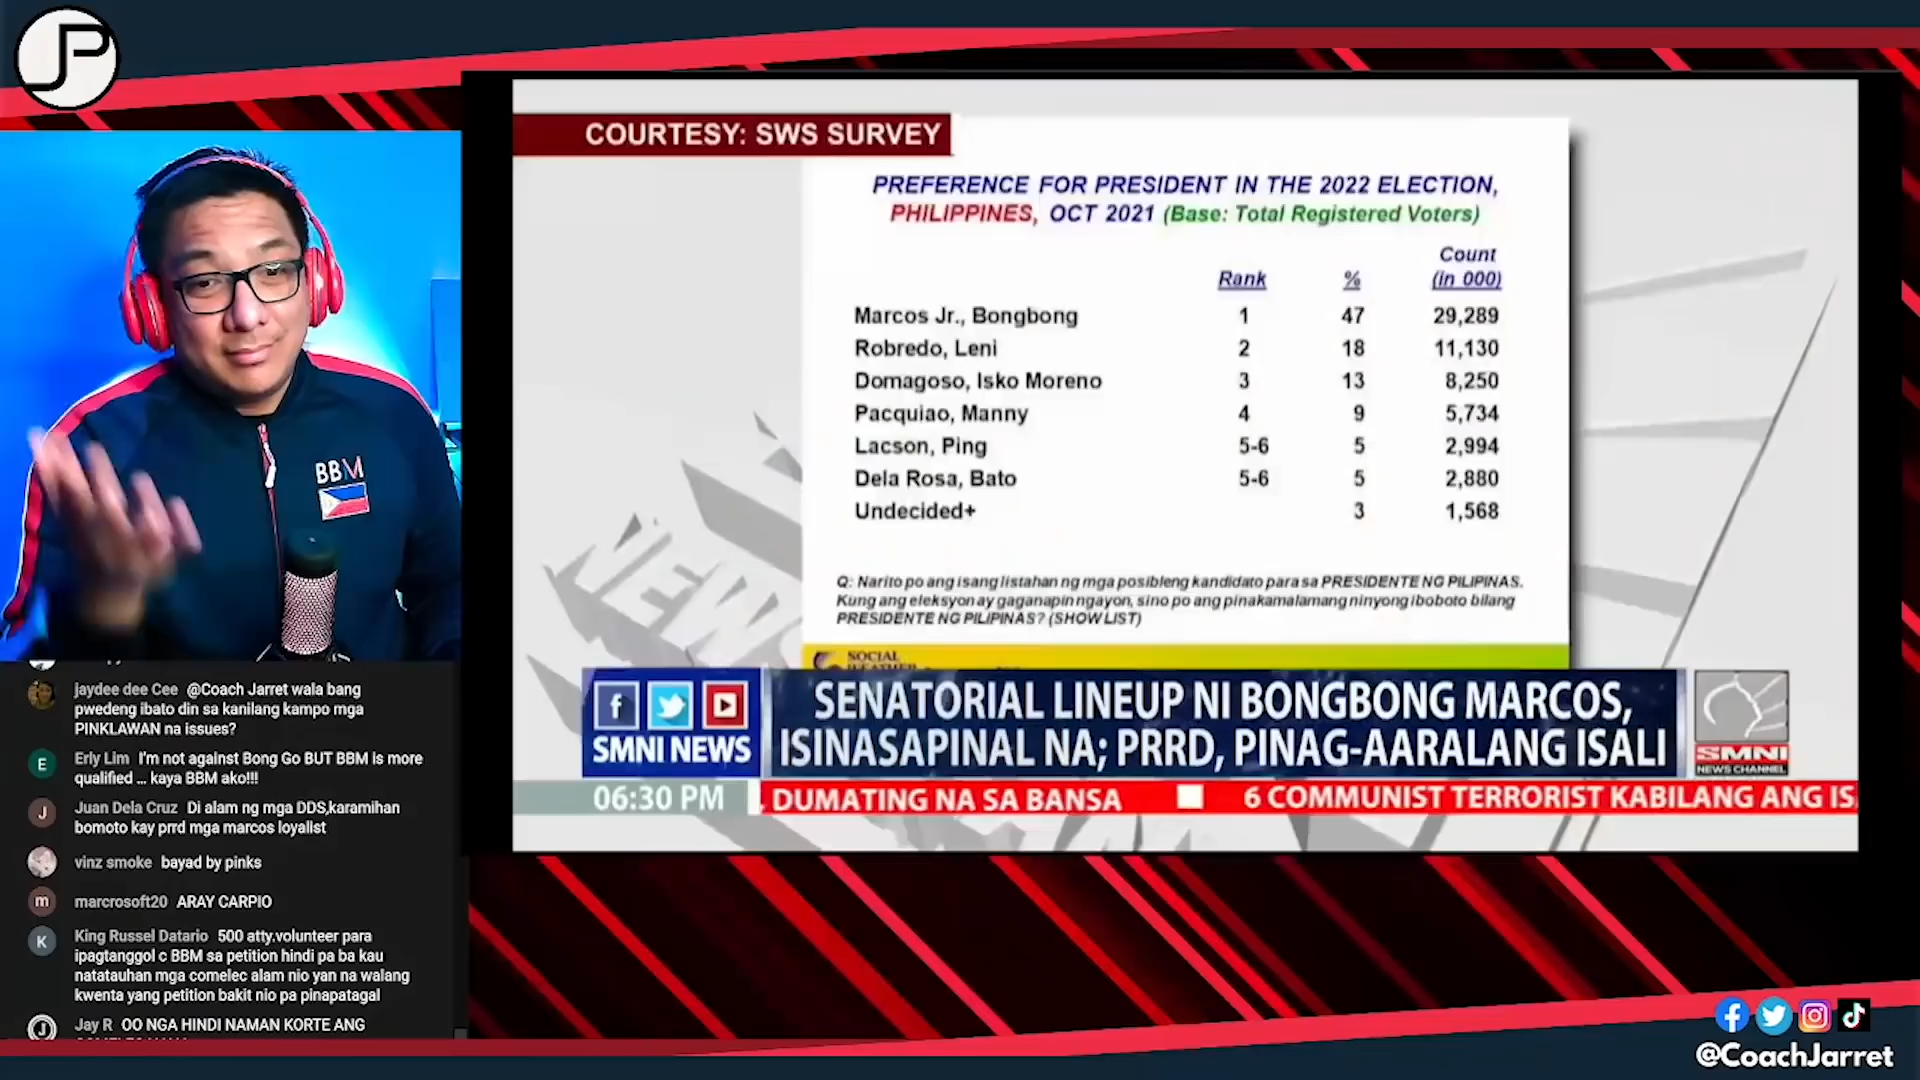 JP
COURTESY: SWS SURVEY
PREFERENCE FOR PRESIDENT IN THE 2022 ELECTION,
PHILIPPINES, OCT 2021 (Base: Total Registered Voters)
Rank % Count (in 000)
Marcos Jr., Bongbong 1 47 29,289
Robredo, Leni 2 18 11,130
Domagoso, Isko Moreno 3 13 8,250
Pacquiao, Manny 4 9 5,734
Lacson, Ping 5-6 5 2,994
Dela Rosa, Bato 5-6 5 2,880
Undecided+ 3 1,568
Q: Narito po ang isang listahan ng mga posibleng kandidato para sa PRESIDENTE NG PILIPINAS.
Kung ang eleksyon ay gaganapin ngayon, sino po ang pinakamalamang ninyong iboboto bilang
PRESIDENTE NG PILIPINAS? (SHOW LIST)
SOCIAL
NEWS
SMNI NEWS
SENATORIAL LINEUP NI BONGBONG MARCOS,
ISINASAPINAL NA; PRRD, PINAG-AARALANG ISALI
SMNI
NEWS CHANNEL
06:30 PM
. DUMATING NA SA BANSA 6 COMMUNIST TERRORIST KABILANG ANG IS
BBM
jaydee dee Cee @Coach Jarret wala bang
pwedeng ibato din sa kanilang kampo mga
PINKLAWAN na issues?
E
Erly Lim I'm not against Bong Go BUT BBM is more
qualified ... kaya BBM ako!!!
J
Juan Dela Cruz Di alam ng mga DDS,karamihan
bomoto kay prrd mga marcos loyalist
vinz smoke bayad by pinks
m
marcrosoft20 ARAY CARPIO
K
King Russel Datario 500 atty.volunteer para
ipagtanggol c BBM sa petition hindi pa ba kau
natatauhan mga comelec alam nio yan na walang
kwenta yang petition bakit nio pa pinapatagal
J
Jay R OO NGA HINDI NAMAN KORTE ANG
@CoachJarret